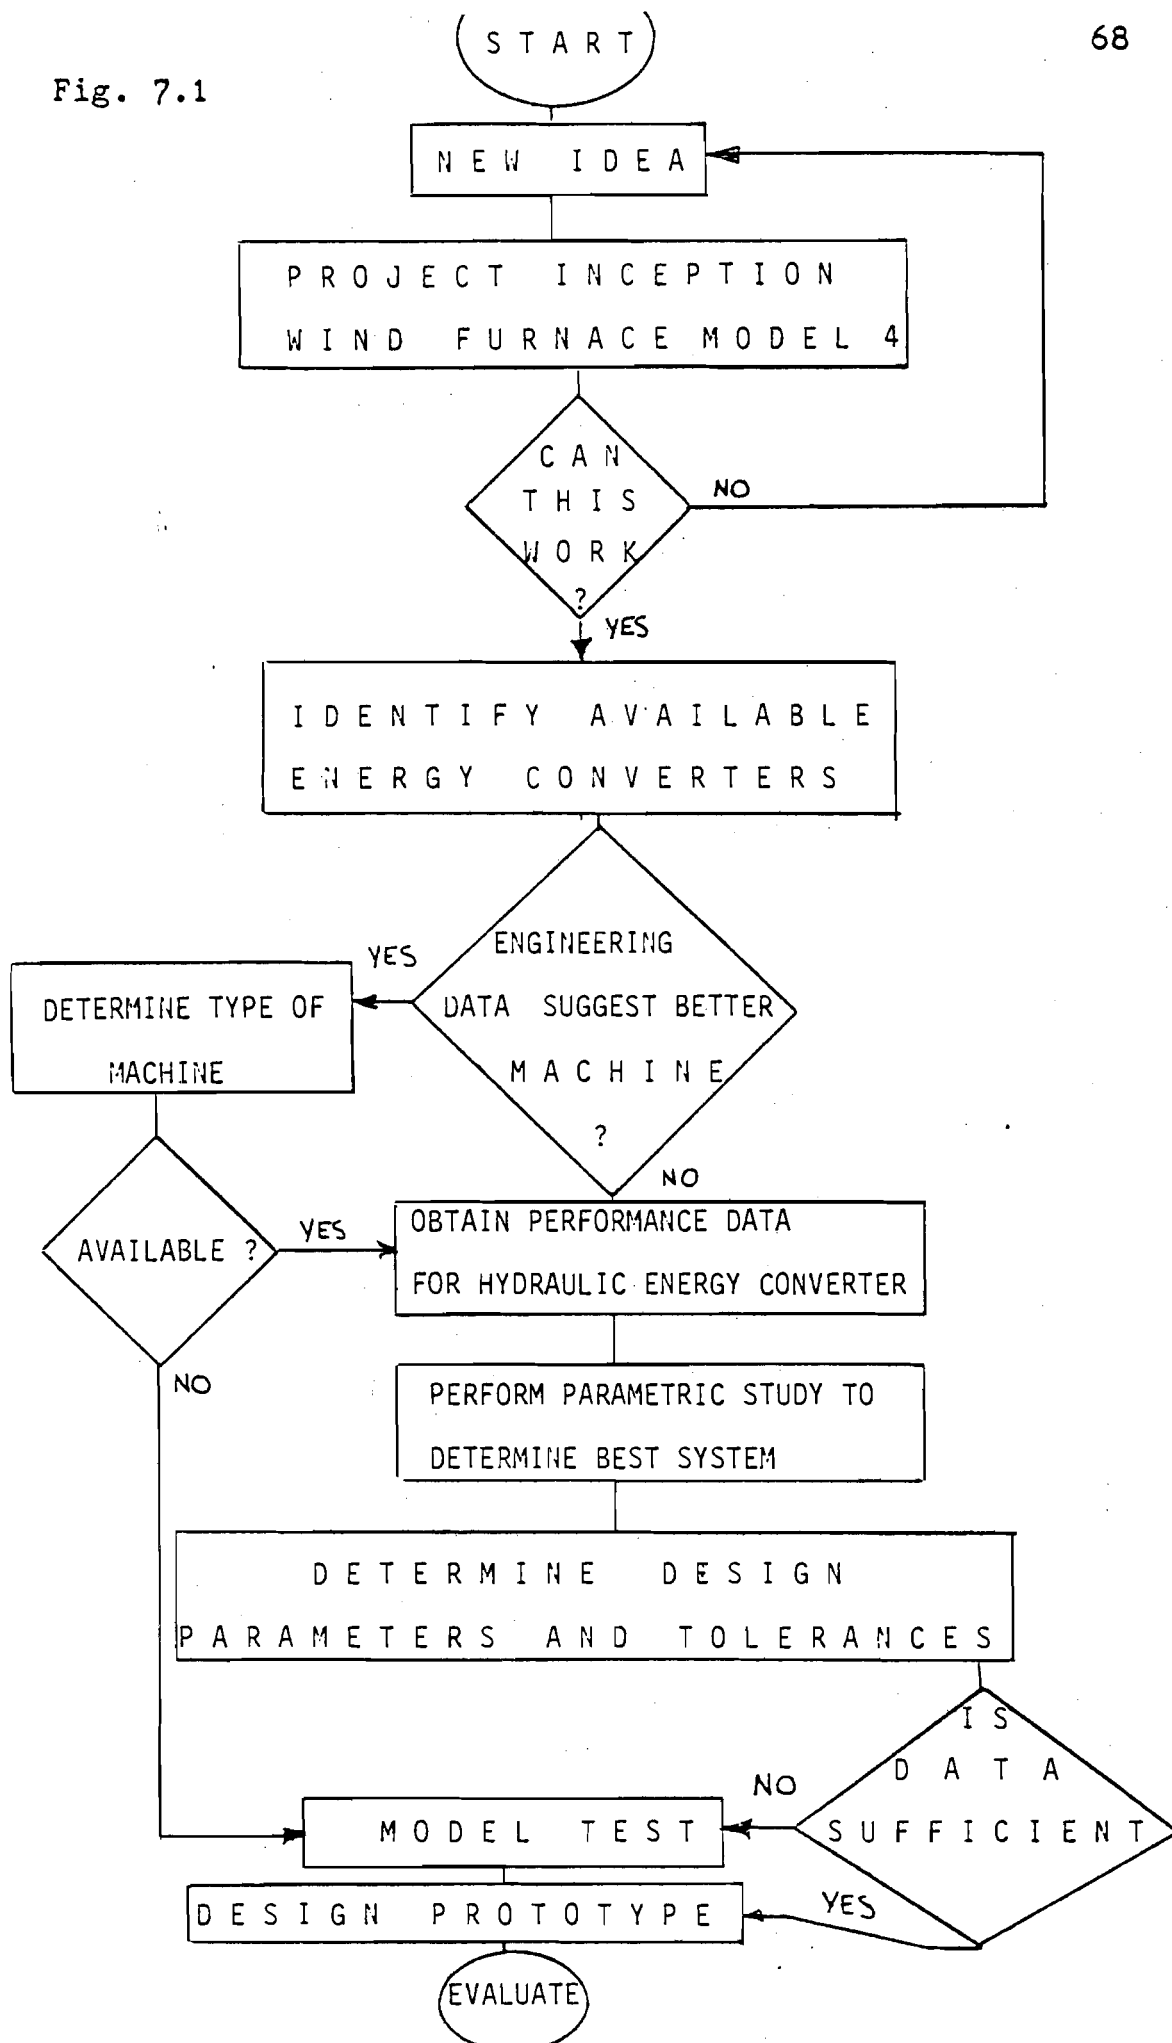 START
68
Fig. 7.1
NEW IDEA
PROJECT INCEPTION
WIND FURNACE MODEL 4
CAN
THIS
WORK
?
NO
YES
IDENTIFY AVAILABLE
ENERGY CONVERTERS
ENGINEERING
DATA SUGGEST BETTER
MACHINE
?
YES
DETERMINE TYPE OF
MACHINE
NO
AVAILABLE ?
YES
OBTAIN PERFORMANCE DATA
FOR HYDRAULIC ENERGY CONVERTER
NO
PERFORM PARAMETRIC STUDY TO
DETERMINE BEST SYSTEM
DETERMINE DESIGN
PARAMETERS AND TOLERANCES
IS
DATA
SUFFICIENT
NO
MODEL TEST
YES
DESIGN PROTOTYPE
EVALUATE